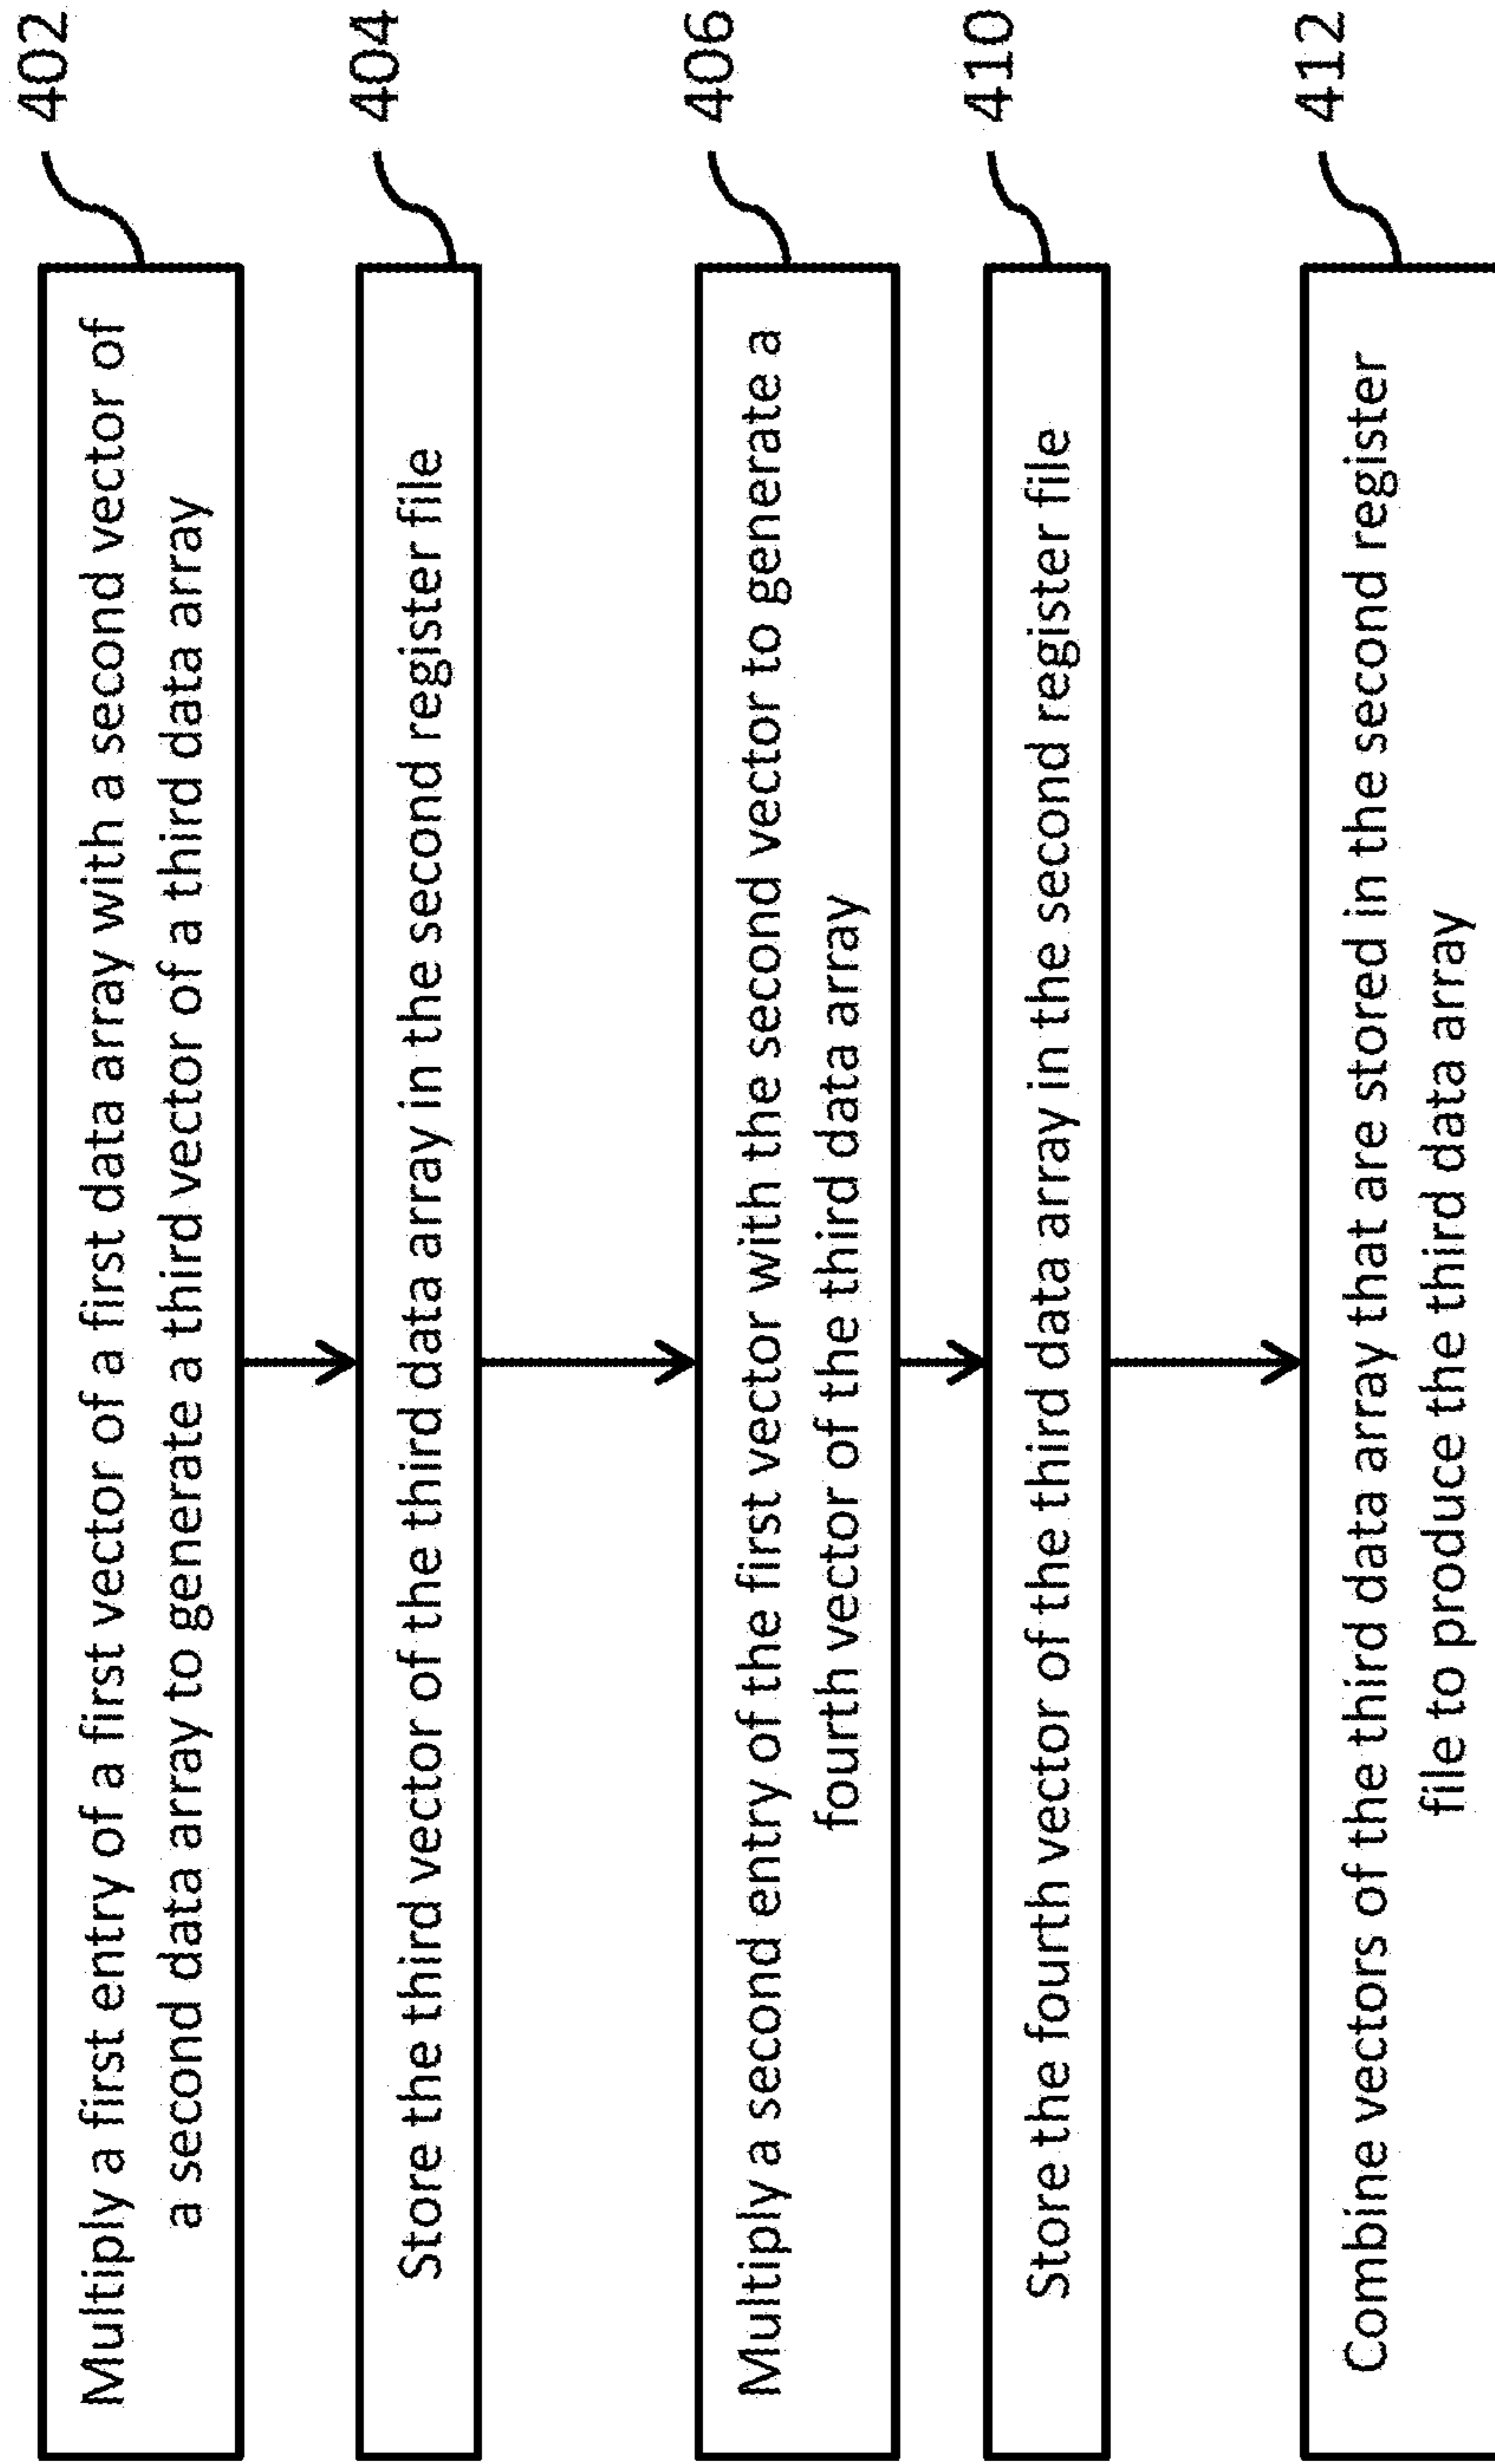 402
Multiply a first entry of a first vector of a first data array with a second vector of
a second data array to generate a third vector of a third data array
404
Store the third vector of the third data array in the second register file
406
Multiply a second entry of the first vector with the second vector to generate a
fourth vector of the third data array
410
Store the fourth vector of the third data array in the second register file
412
Combine vectors of the third data array that are stored in the second register
file to produce the third data array